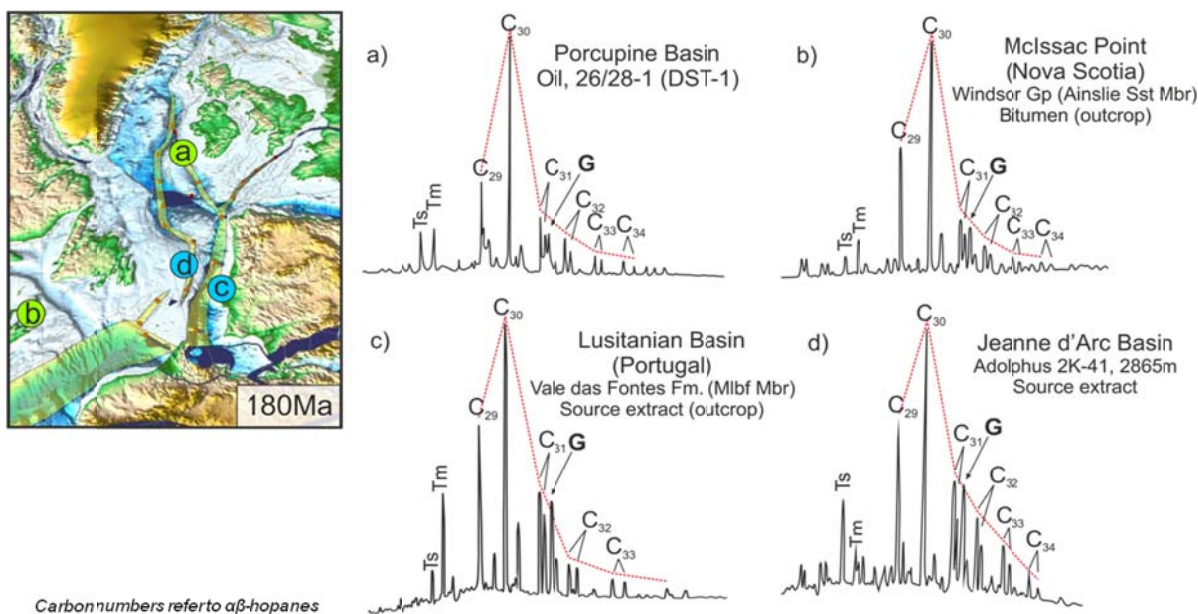 a
b
c
d
180Ma
Carbon numbers refer to αβ-hopanes
a)
Porcupine Basin
Oil, 26/28-1 (DST-1)
C30
C29
Ts
Tm
C31
G
C32
C33
C34
b)
McIssac Point
(Nova Scotia)
Windsor Gp (Ainslie Sst Mbr)
Bitumen (outcrop)
C30
C29
Ts
Tm
C31
G
C32
C33
C34
c)
Lusitanian Basin
(Portugal)
Vale das Fontes Fm. (Mlbf Mbr)
Source extract (outcrop)
C30
C29
Ts
Tm
C31
G
C32
C33
d)
Jeanne d'Arc Basin
Adolphus 2K-41, 2865m
Source extract
C30
C29
Ts
Tm
C31
G
C32
C33
C34